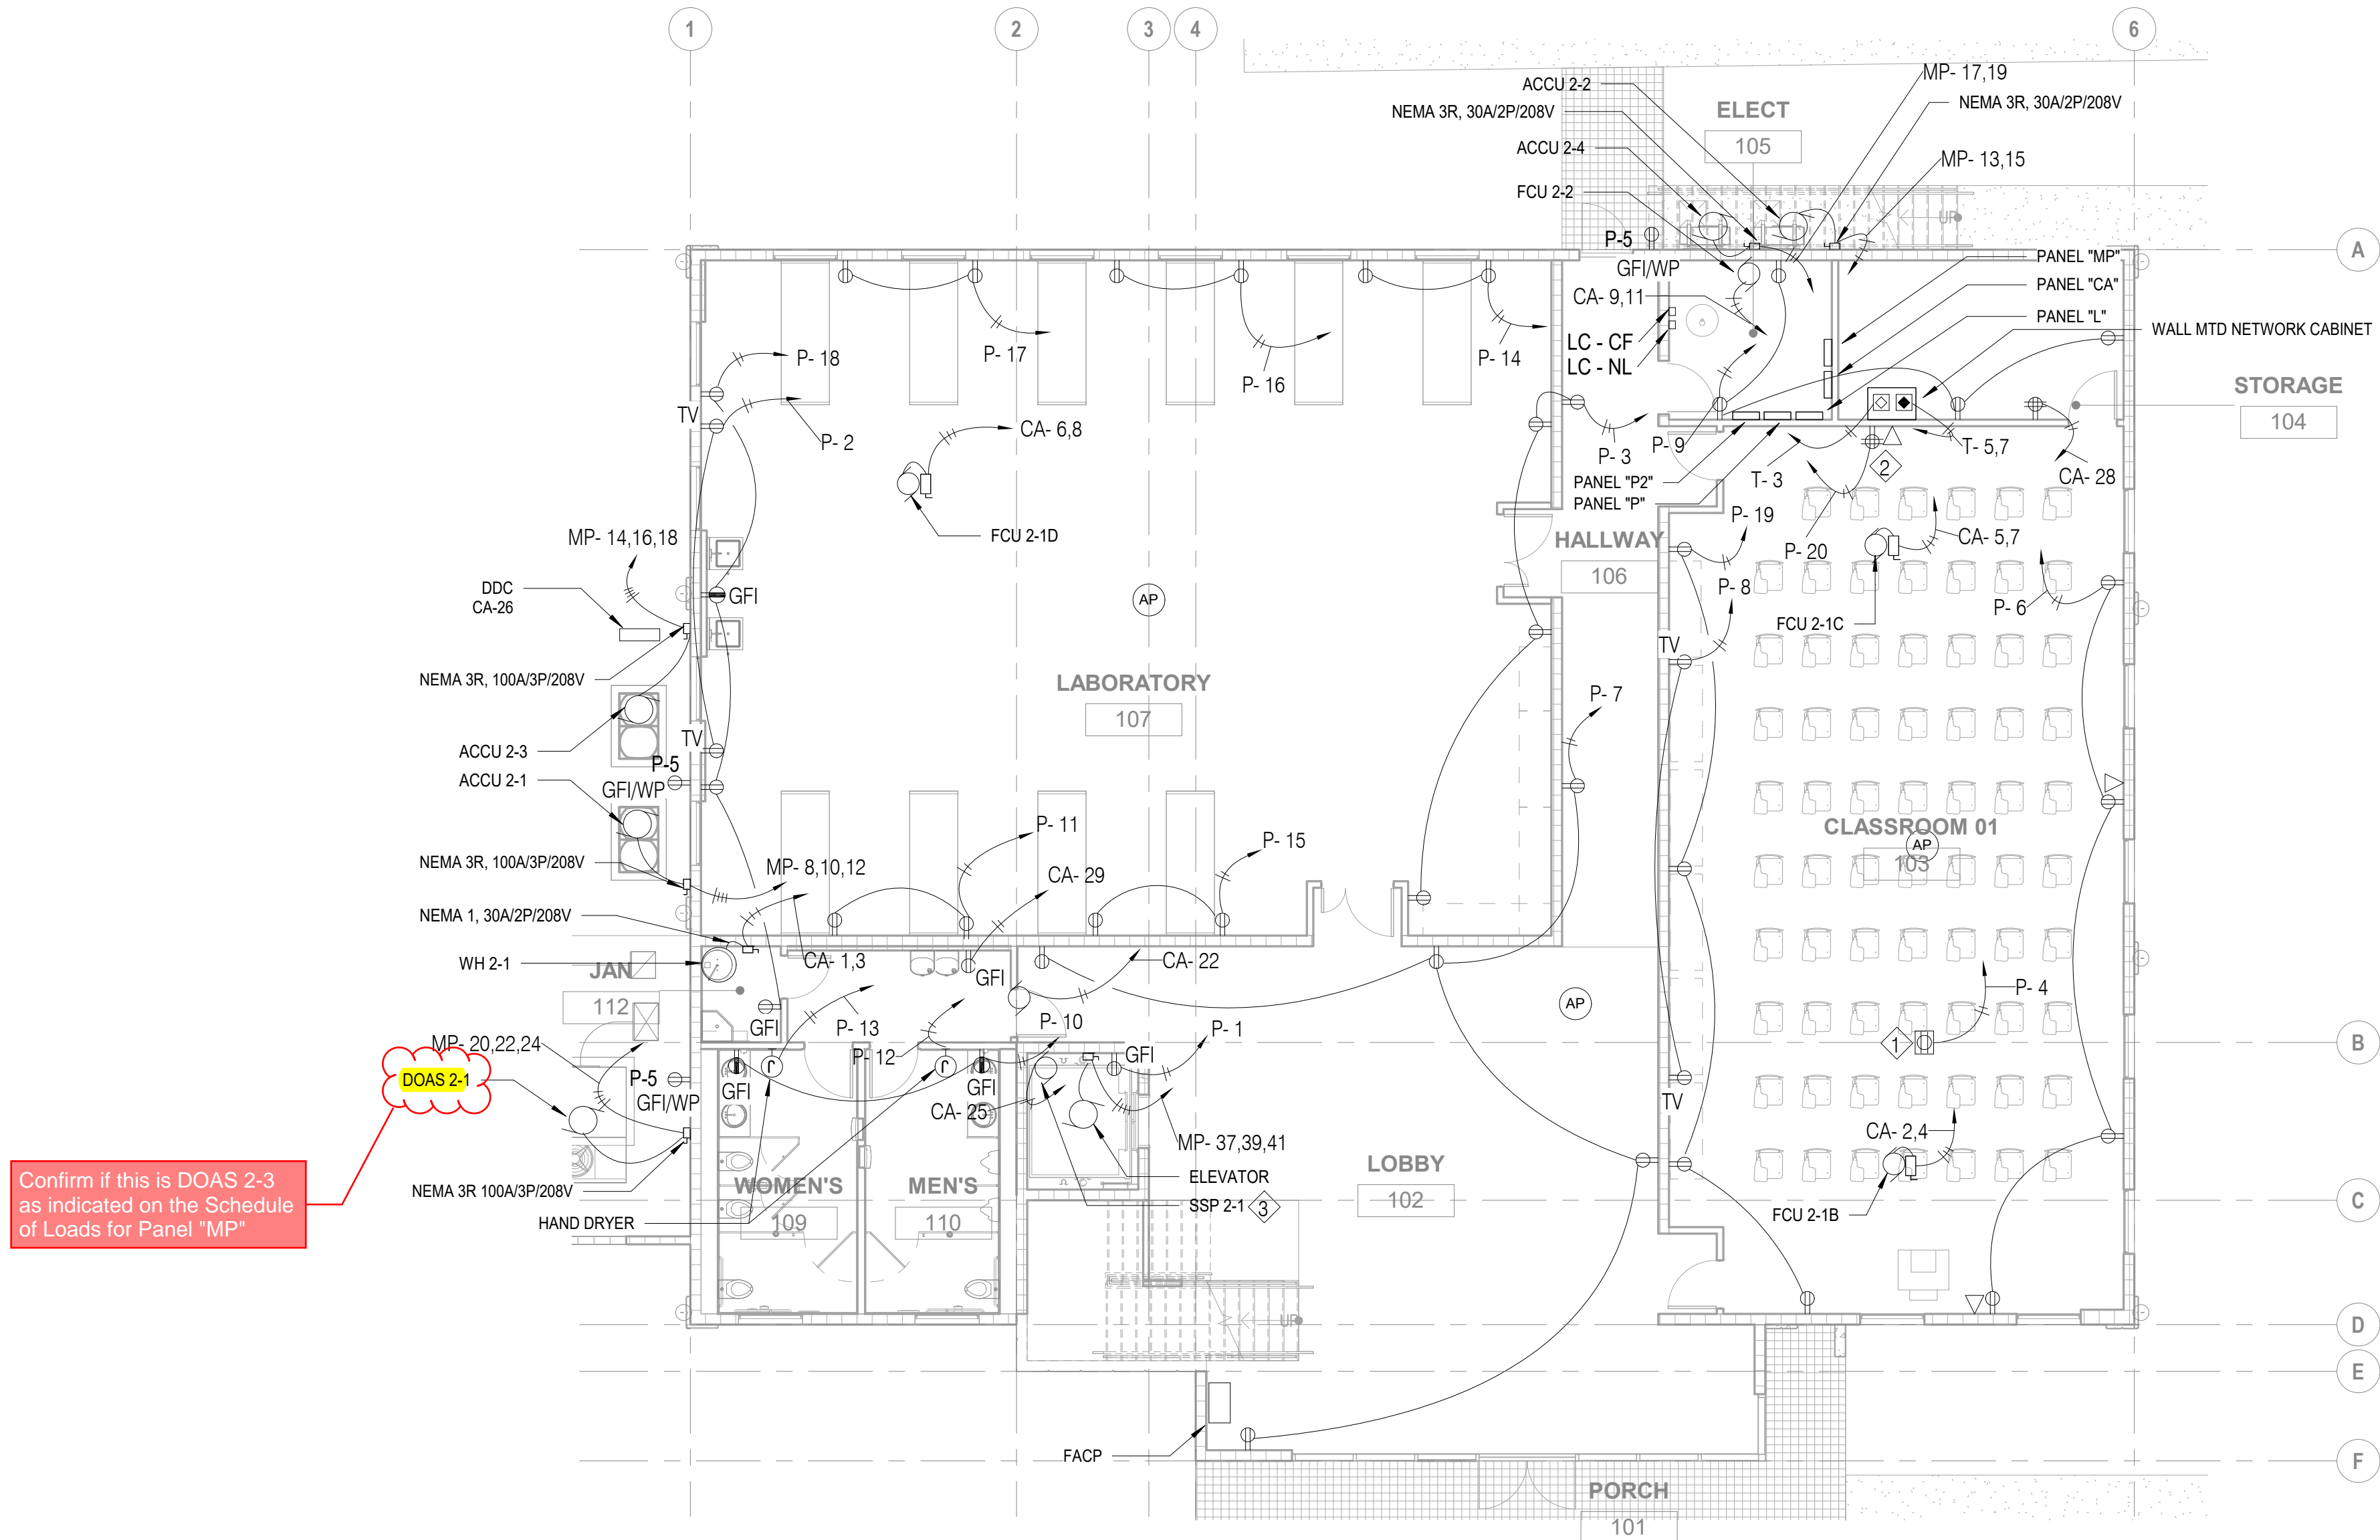 1
2
3
4
6
ACCU 2-2
MP- 17,19
NEMA 3R, 30A/2P/208V
NEMA 3R, 30A/2P/208V
ELECT
105
ACCU 2-4
MP- 13,15
FCU 2-2
UP
P-5
GFI/WP
A
PANEL "MP"
CA- 9,11
PANEL "CA"
PANEL "L"
WALL MTD NETWORK CABINET
LC - CF
LC - NL
P- 18
P- 17
P- 16
P- 14
STORAGE
104
TV
P- 2
CA- 6,8
P- 3
P- 9
T- 3
T- 5,7
2
CA- 28
PANEL "P2"
PANEL "P"
P- 19
P- 20
CA- 5,7
FCU 2-1D
MP- 14,16,18
HALLWAY
106
DDC
CA-26
GFI
AP
P- 8
P- 6
FCU 2-1C
TV
NEMA 3R, 100A/3P/208V
LABORATORY
107
P- 7
TV
ACCU 2-3
P-5
GFI/WP
ACCU 2-1
CLASSROOM 01
AP
103
P- 11
P- 15
NEMA 3R, 100A/3P/208V
MP- 8,10,12
CA- 29
NEMA 1, 30A/2P/208V
WH 2-1
JAN
112
CA- 1,3
GFI
CA- 22
P- 4
AP
GFI
P- 13
P- 12
P- 10
P- 1
1
B
MP- 20,22,24
DOAS 2-1
P-5
GFI/WP
GFI
GFI
GFI
CA- 25
TV
MP- 37,39,41
CA- 2,4
Confirm if this is DOAS 2-3
as indicated on the Schedule
of Loads for Panel "MP"
ELEVATOR
LOBBY
102
NEMA 3R 100A/3P/208V
WOMEN'S
109
MEN'S
110
SSP 2-1
3
C
HAND DRYER
FCU 2-1B
UP
D
E
FACP
F
PORCH
101